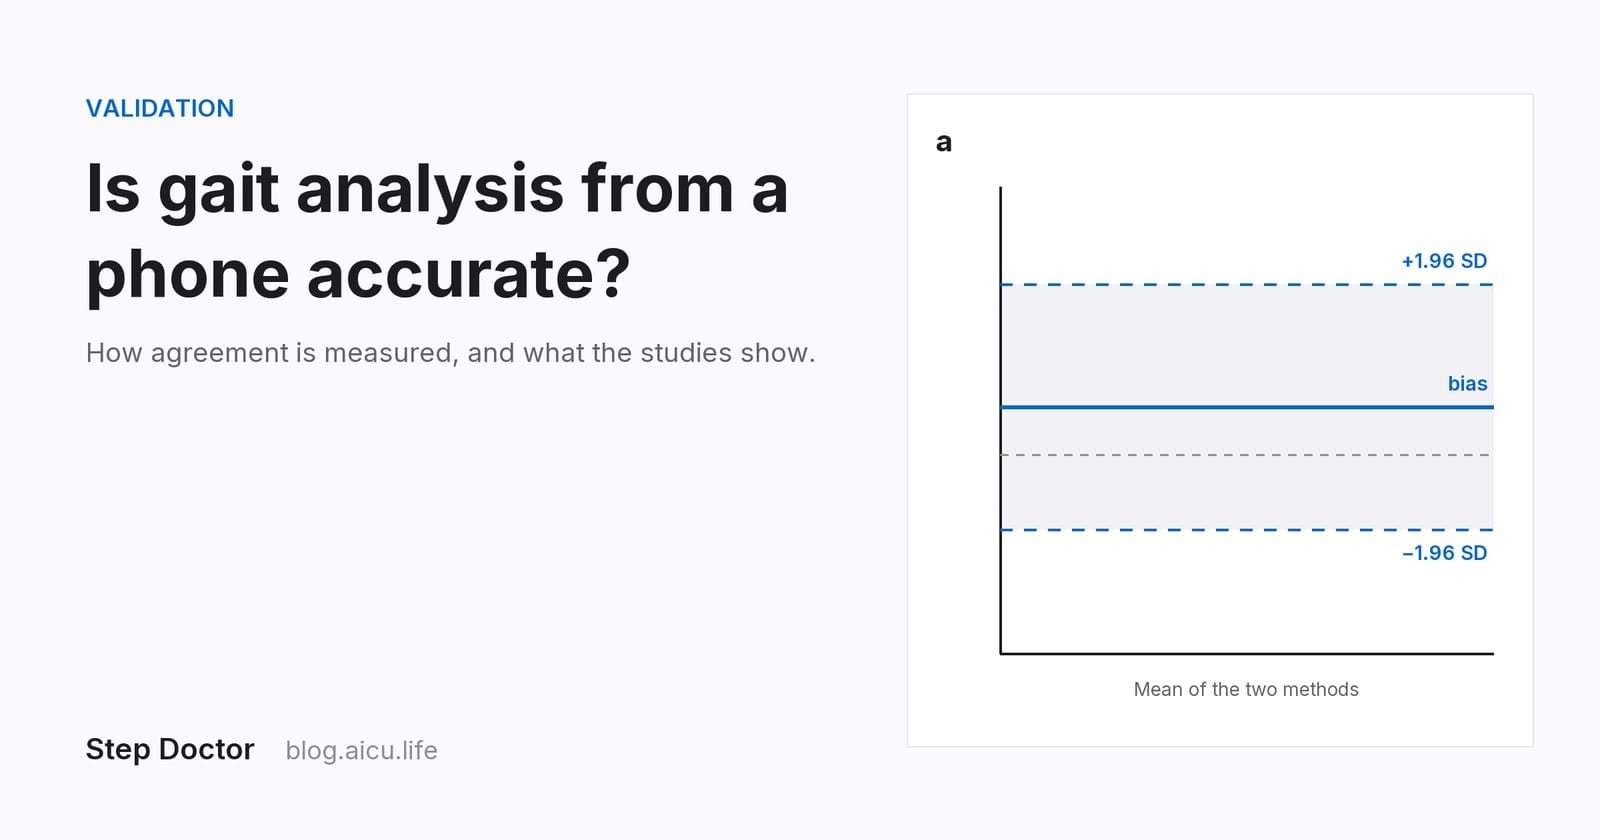 VALIDATION
Is gait analysis from a
phone accurate?
How agreement is measured, and what the studies show.
Step Doctor blog.aicu.life
a
+1.96 SD
bias
−1.96 SD
Mean of the two methods